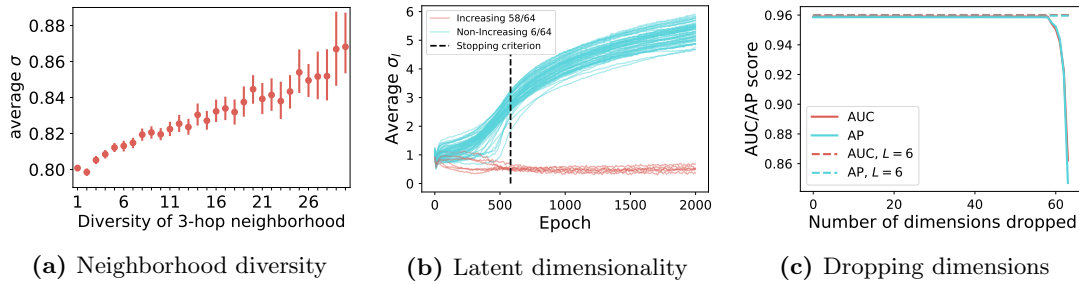 0.88
0.86
0.84
0.82
0.80
average σ
1 6 11 16 21 26
Diversity of 3-hop neighborhood
(a) Neighborhood diversity
6
5
4
3
2
1
0
Average σ_l
Increasing 58/64
Non-Increasing 6/64
Stopping criterion
0 500 1000 1500 2000
Epoch
(b) Latent dimensionality
0.96
0.94
0.92
0.90
0.88
0.86
AUC/AP score
AUC
AP
AUC, L = 6
AP, L = 6
0 20 40 60
Number of dimensions dropped
(c) Dropping dimensions